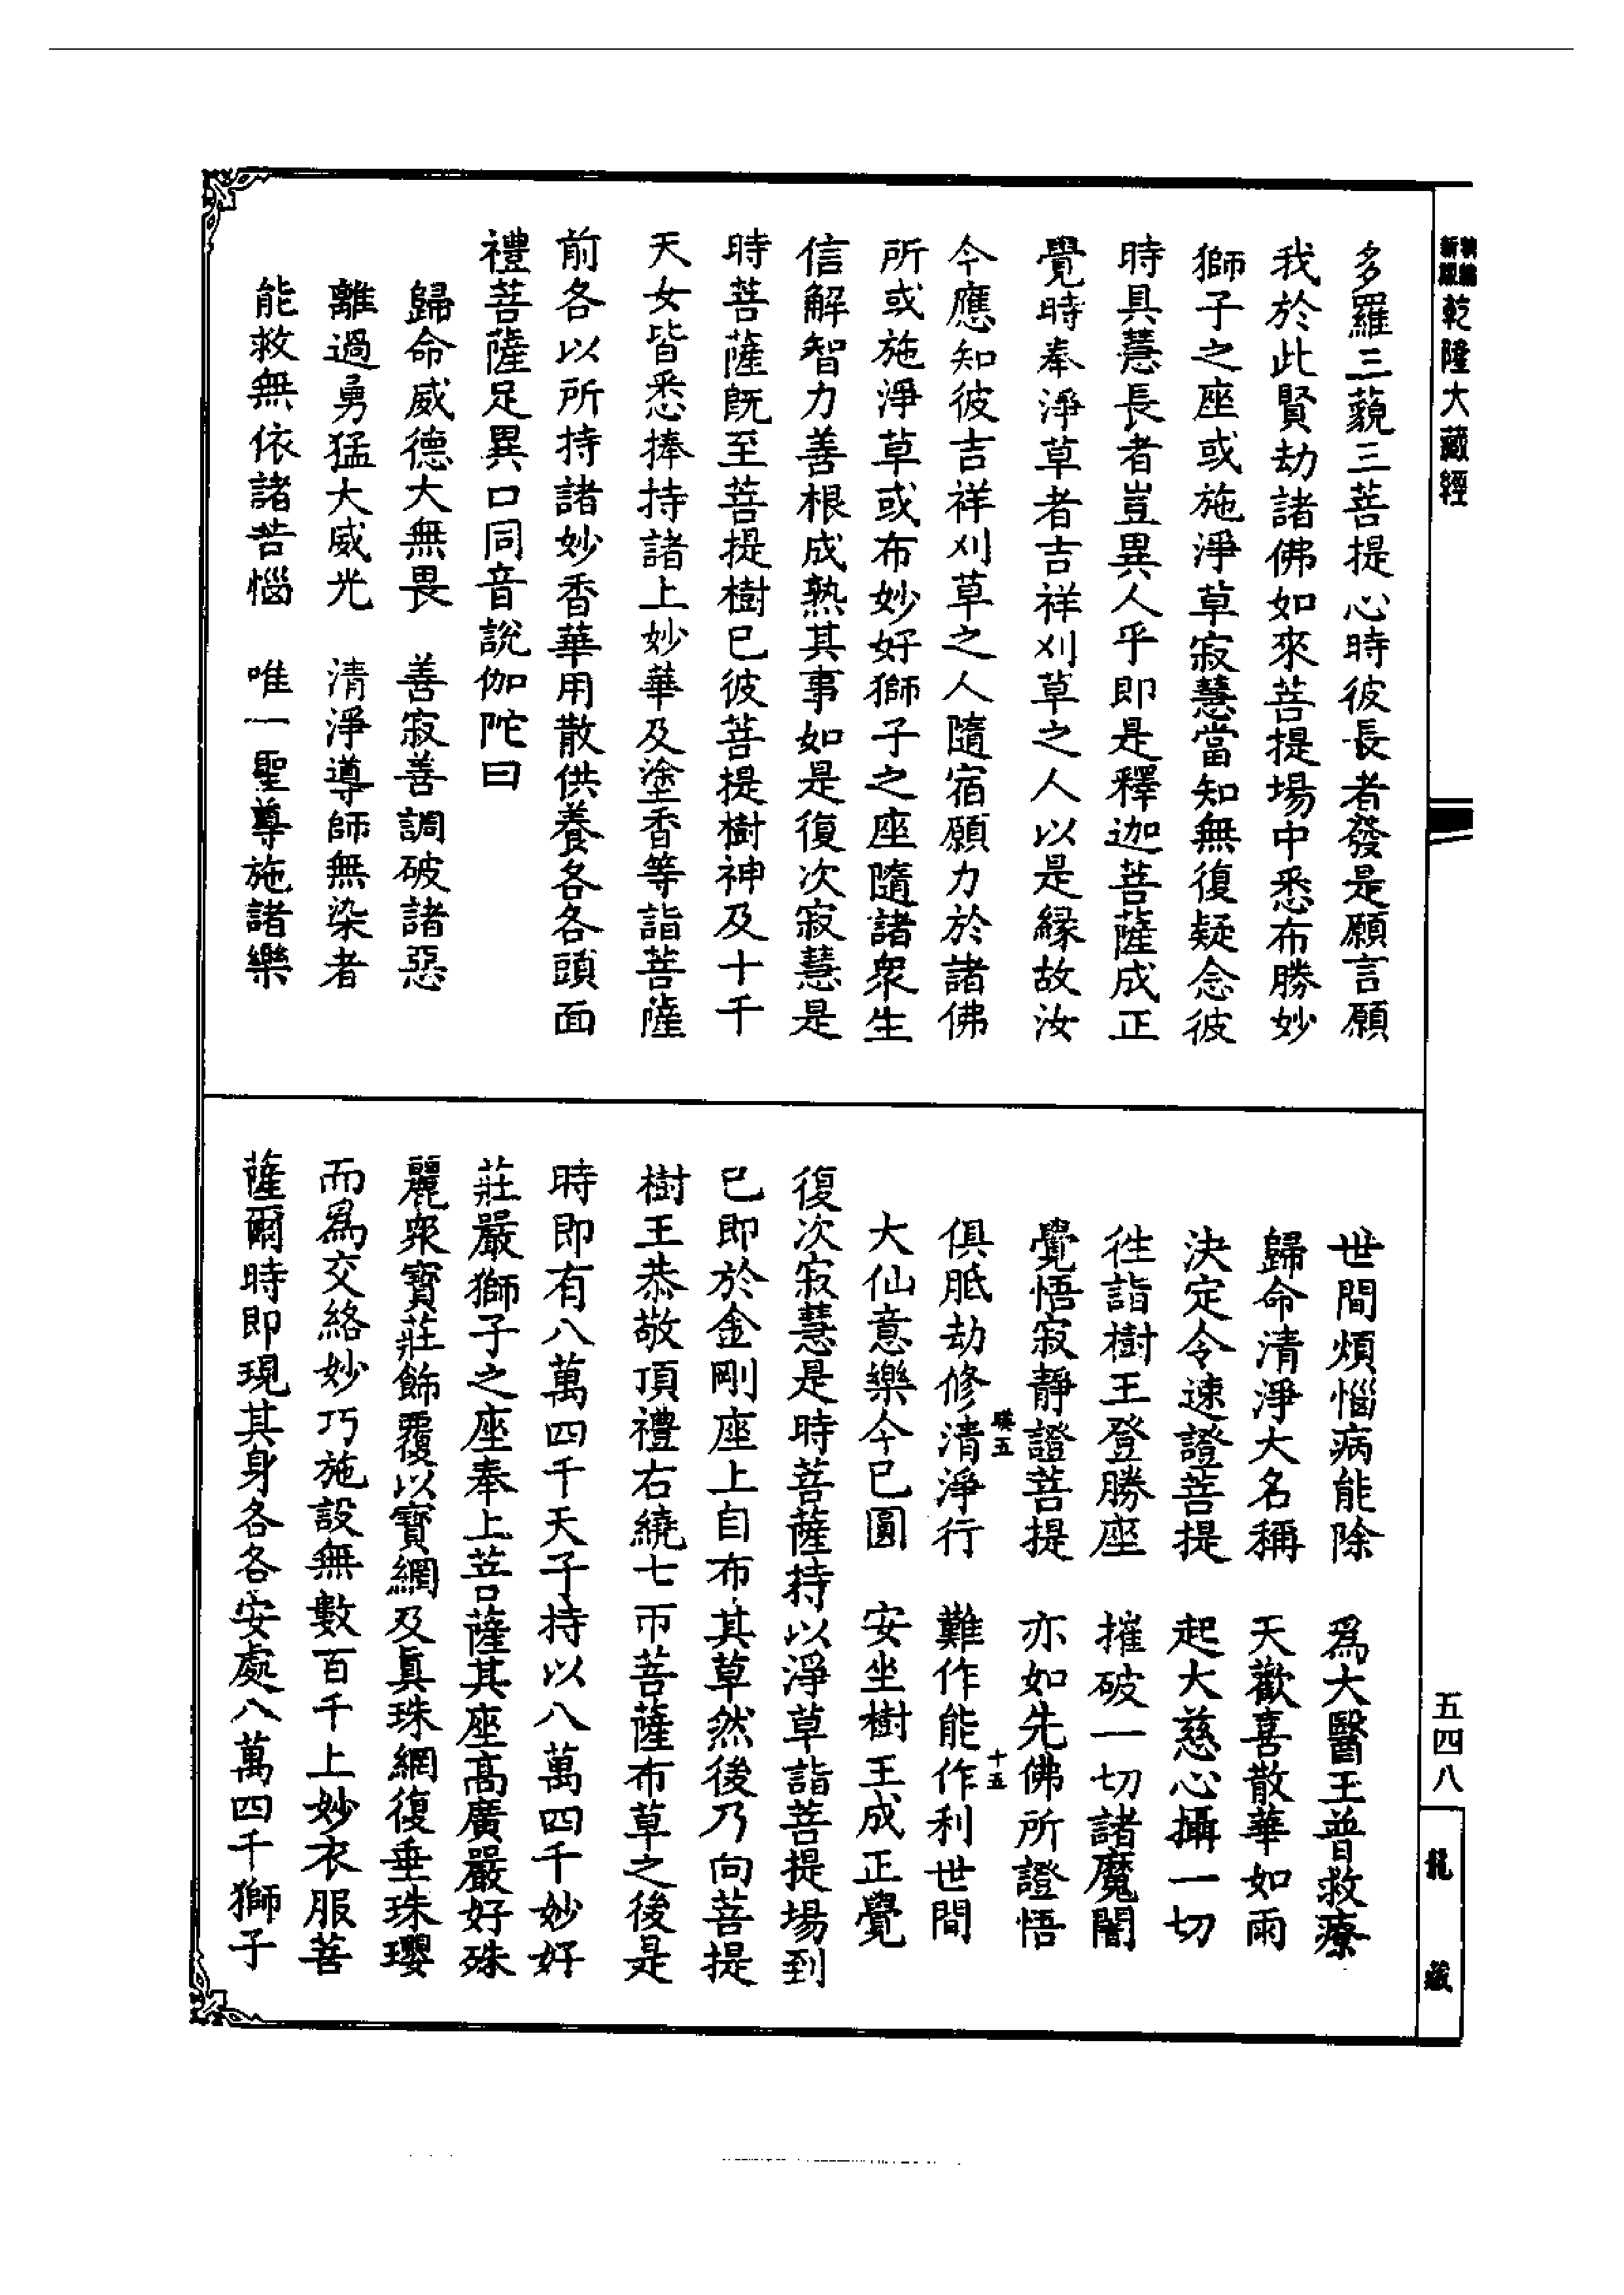 乾隆大藏經
多羅三藐三菩提心時彼長者發是願言願
我於此賢劫諸佛如來菩提場中悉布勝妙
獅子之座或施淨草寂慧當知無復疑念彼
時具慧長者豈異人乎即是釋迦菩薩成正
覺時奉淨草者吉祥刈草之人以是緣故汝
今應知彼吉祥刈草之人隨宿願力於諸佛
所或施淨草或布妙好獅子之座隨諸衆生
信解智力善根成熟其事如是復次寂慧是
時菩薩旣至菩提樹已彼菩提樹神及十千
天女皆悉捧持諸上妙華及塗香等詣菩薩
前各以所持諸妙香華用散供養各各頭面
禮菩薩足異口同音說伽陀曰
歸命威德大無畏　善寂善調破諸惡
離過勇猛大威光　清淨導師無染者
能救無依諸苦惱　唯一聖尊施諸樂
世間煩惱病能除　爲大醫王普救療
歸命清淨大名稱　天歡喜散華如雨
決定令速證菩提　起大慈心攝一切
徃詣樹王登勝座　摧破一切諸魔闇
覺悟寂靜證菩提　亦如先佛所證悟
俱胝劫修清淨行　難作能作利世間
大仙意樂今已圓　安坐樹王成正覺
復次寂慧是時菩薩持以淨草詣菩提場到
已即於金剛座上自布其草然後乃向菩提
樹王恭敬頂禮右繞七帀菩薩布草之後是
時即有八萬四千天子持以八萬四千妙好
莊嚴獅子之座奉上菩薩其座高廣嚴好殊
麗衆寶莊飾覆以寶網及眞珠網復垂珠瓔
而爲交絡妙巧施設無數百千上妙衣服菩
薩爾時即現其身各各安處八萬四千獅子
五
十五
五四八
龍藏